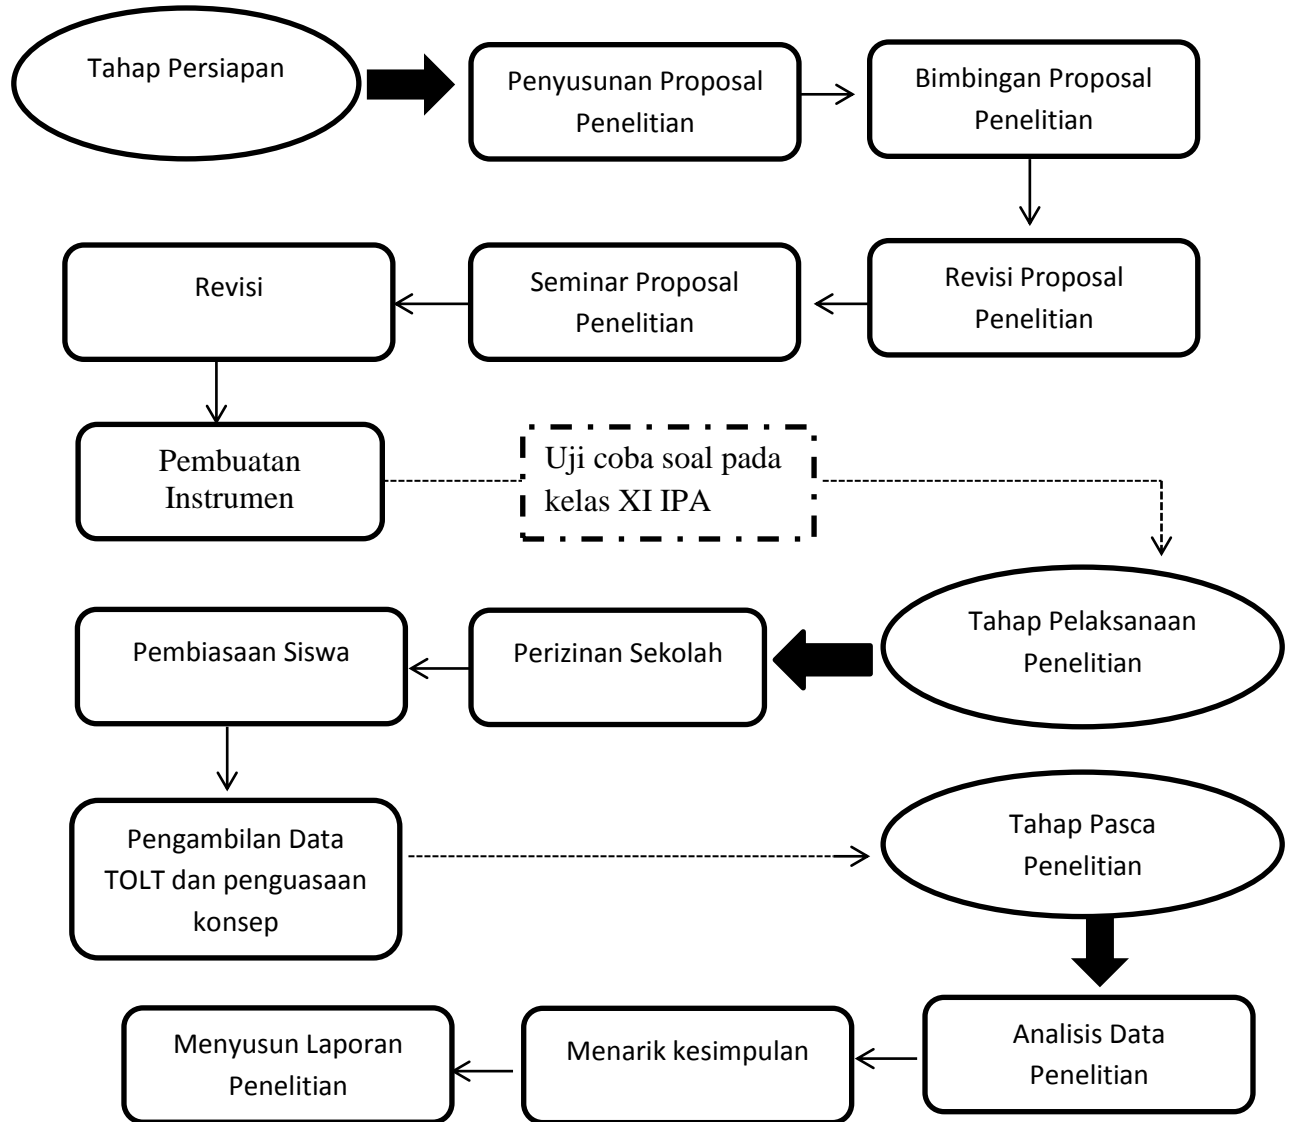 Tahap Persiapan
Penyusunan Proposal
Penelitian
Bimbingan Proposal
Penelitian
Revisi Proposal
Penelitian
Seminar Proposal
Penelitian
Revisi
Pembuatan
Instrumen
Uji coba soal pada
kelas XI IPA
Tahap Pelaksanaan
Penelitian
Perizinan Sekolah
Pembiasaan Siswa
Pengambilan Data
TOLT dan penguasaan
konsep
Tahap Pasca
Penelitian
Analisis Data
Penelitian
Menarik kesimpulan
Menyusun Laporan
Penelitian